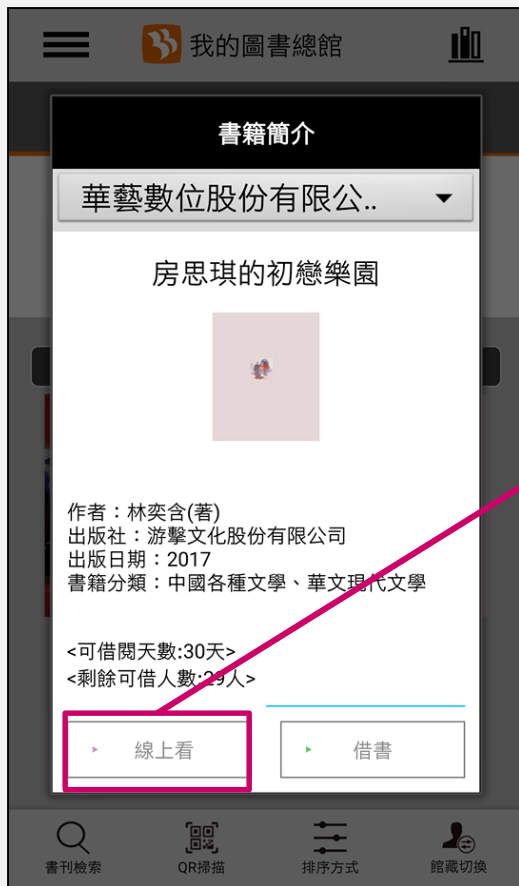 我的圖書總館
書籍簡介
華藝數位股份有限公..
房思琪的初戀樂園
作者：林奕含(著)
出版社：游擊文化股份有限公司
出版日期：2017
書籍分類：中國各種文學、華文現代文學
<可借閱天數:30天>
<剩餘可借人數:29人>
線上看
借書
書刊檢索
QR掃描
排序方式
館藏切換